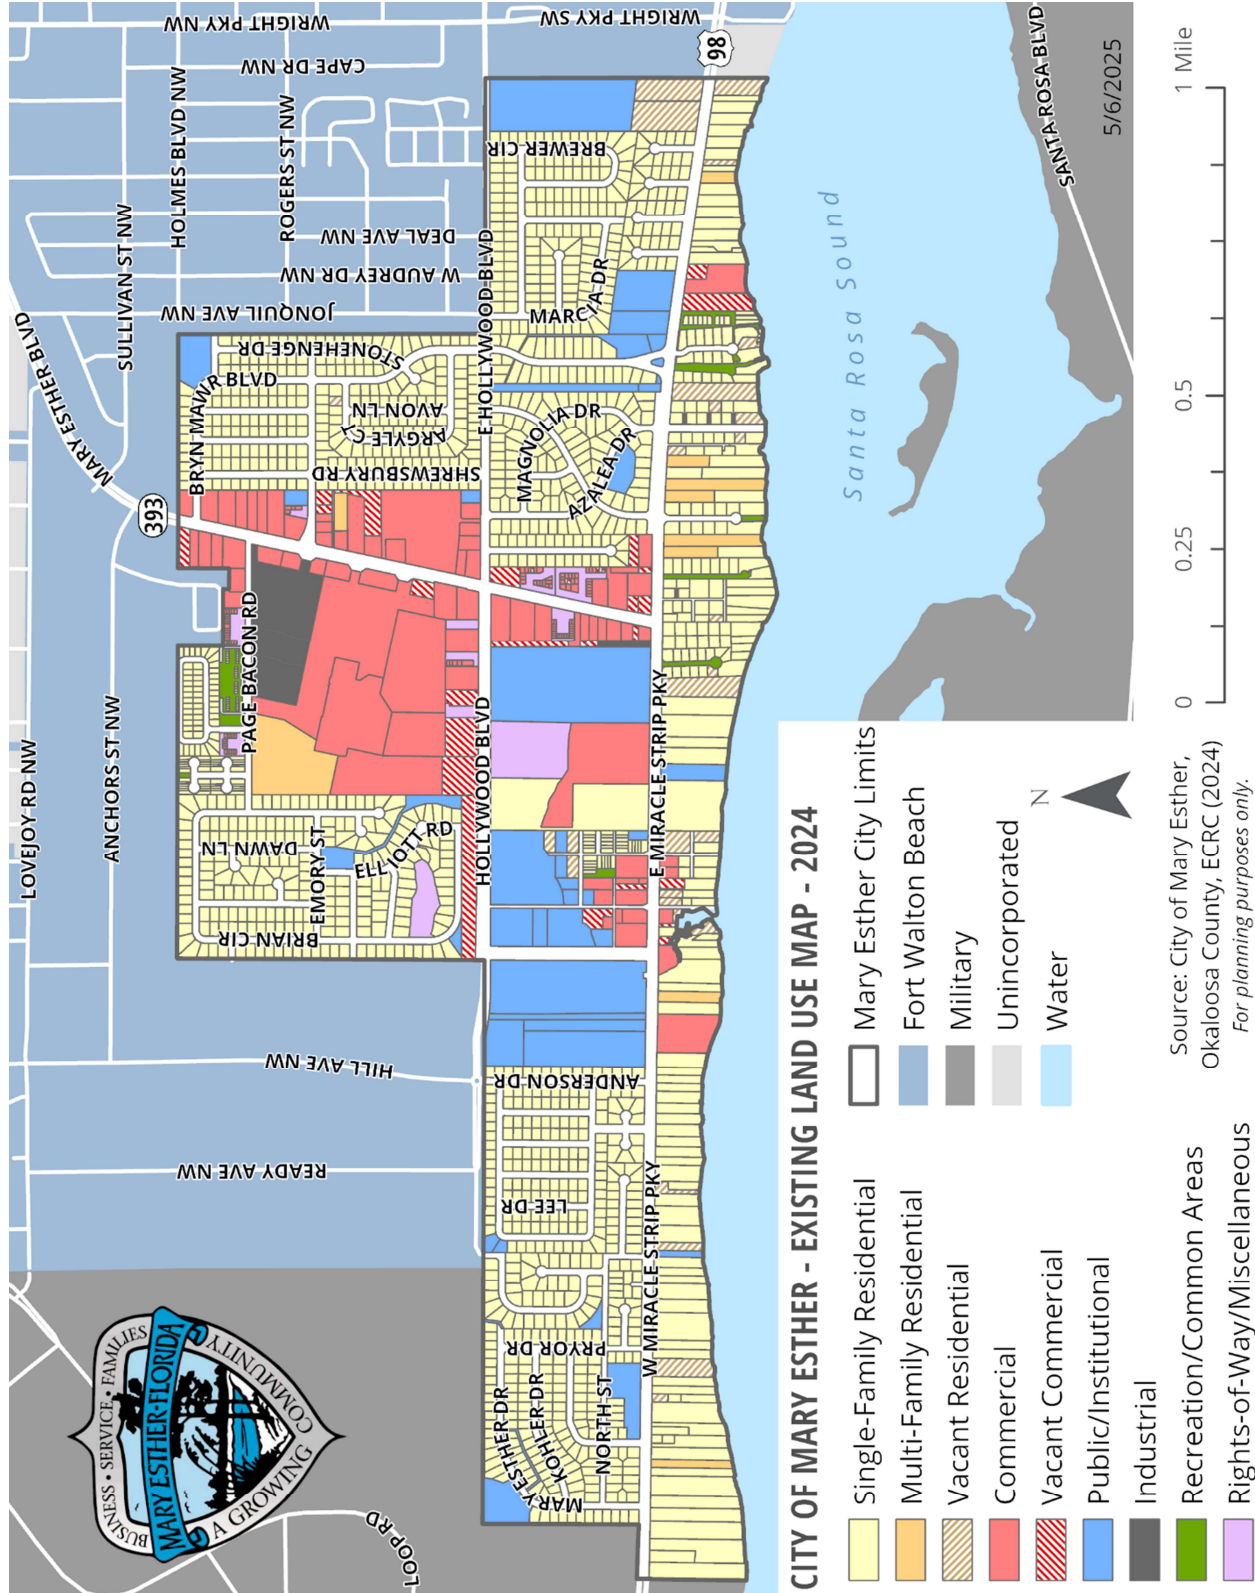 BUSINESS • SERVICE • FAMILIES
MARY ESTHER•FLORIDA
A GROWING COMMUNITY
LOOP RD
LOVEJOY RD NW
ANCHORS ST NW
READY AVE NW
HILL AVE NW
MARY ESTHER BLVD
393
SULLIVAN ST NW
HOLMES BLVD NW
ROGERS ST NW
WRIGHT PKY NW
WRIGHT PKY SW
CAPE DR NW
DEAL AVE NW
W AUDREY DR NW
JONQUIL AVE NW
98
BRIAN CIR
DAWN LN
EMORY ST
ELLIOTT RD
PAGE BACON RD
BRYN MAWR BLVD
STONEHENGE DR
AVON LN
ARGYLE CT
SHREWSBURY RD
HOLLYWOOD BLVD
E HOLLYWOOD BLVD
MARY ESTHER DR
KOHLER DR
NORTH ST
PRYOR DR
LEE DR
ANDERSON DR
MAGNOLIA DR
AZALEA DR
MARCIA DR
BREWER CIR
W MIRACLE STRIP PKY
E MIRACLE STRIP PKY
Santa Rosa Sound
SANTA ROSA BLVD
5/6/2025
CITY OF MARY ESTHER - EXISTING LAND USE MAP - 2024
Single-Family Residential
Multi-Family Residential
Vacant Residential
Commercial
Vacant Commercial
Public/Institutional
Industrial
Recreation/Common Areas
Rights-of-Way/Miscellaneous
Mary Esther City Limits
Fort Walton Beach
Military
Unincorporated
Water
N
Source: City of Mary Esther,
Okaloosa County, ECRC (2024)
For planning purposes only.
0 0.25 0.5 1 Mile